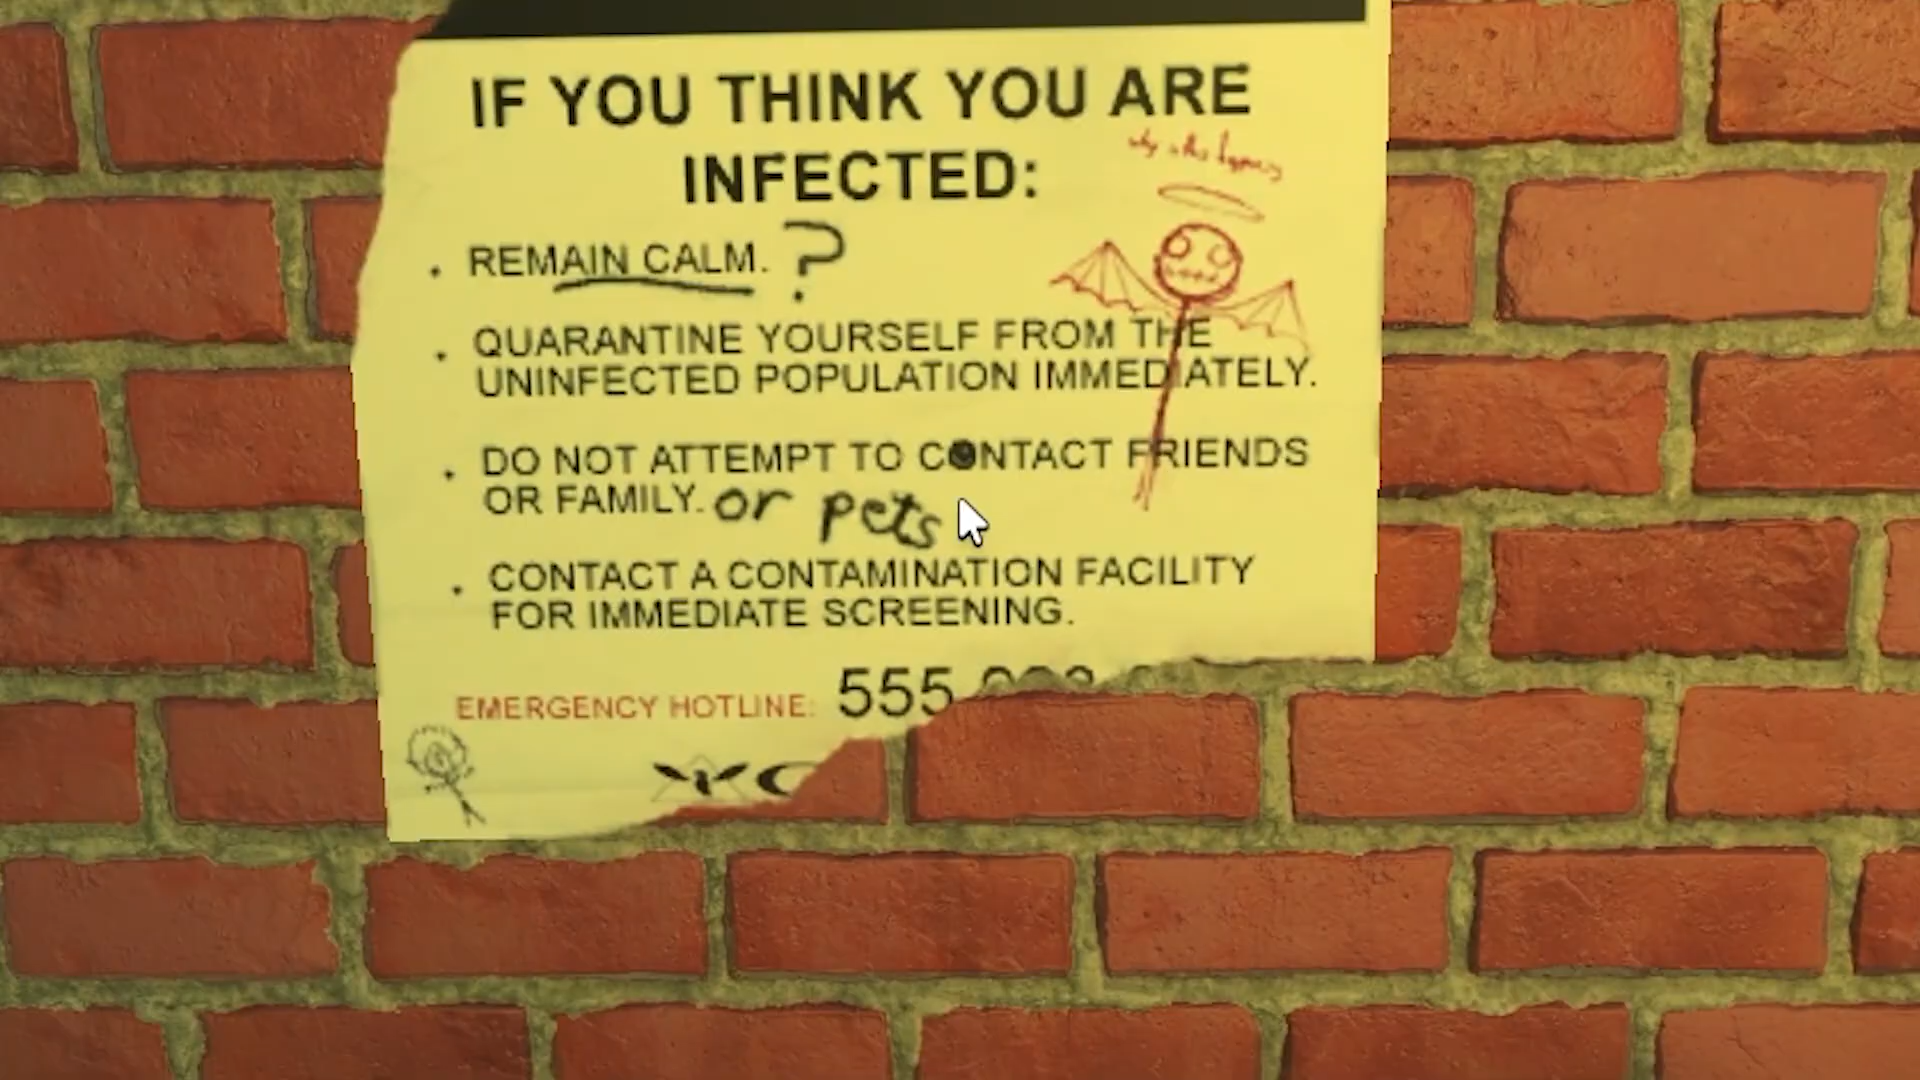 IF YOU THINK YOU ARE
INFECTED:
. REMAIN CALM. ?
. QUARANTINE YOURSELF FROM THE
UNINFECTED POPULATION IMMEDIATELY.
. DO NOT ATTEMPT TO CONTACT FRIENDS
OR FAMILY. or pets
. CONTACT A CONTAMINATION FACILITY
FOR IMMEDIATE SCREENING.
EMERGENCY HOTLINE: 555